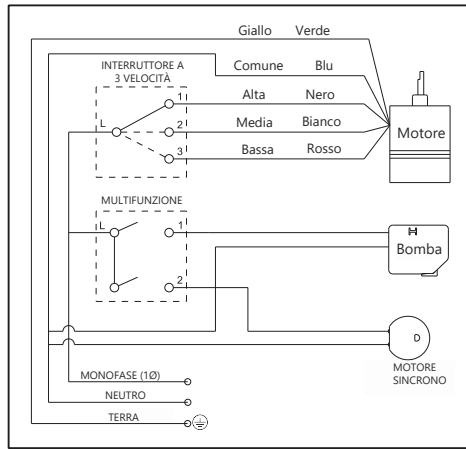 Giallo Verde
INTERRUTTORE A
3 VELOCITÀ
Comune Blu
L
1
Alta Nero
2
Media Bianco
3
Bassa Rosso
Motore
MULTIFUNZIONE
L
1
2
Bomba
D
MOTORE
SINCRONO
MONOFASE (1Ø)
NEUTRO
TERRA